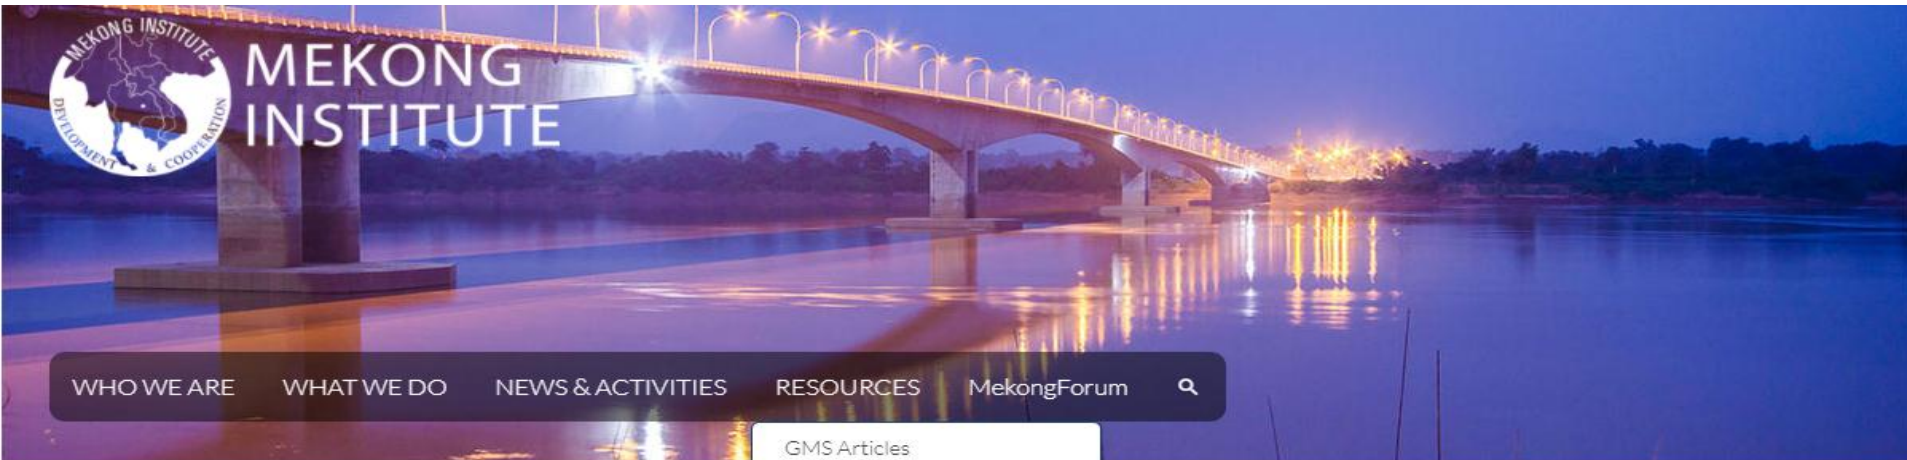 MEKONG INSTITUTE
DEVELOPMENT & COOPERATION
MEKONG
INSTITUTE
WHO WE ARE WHAT WE DO NEWS & ACTIVITIES RESOURCES MekongForum
GMS Articles